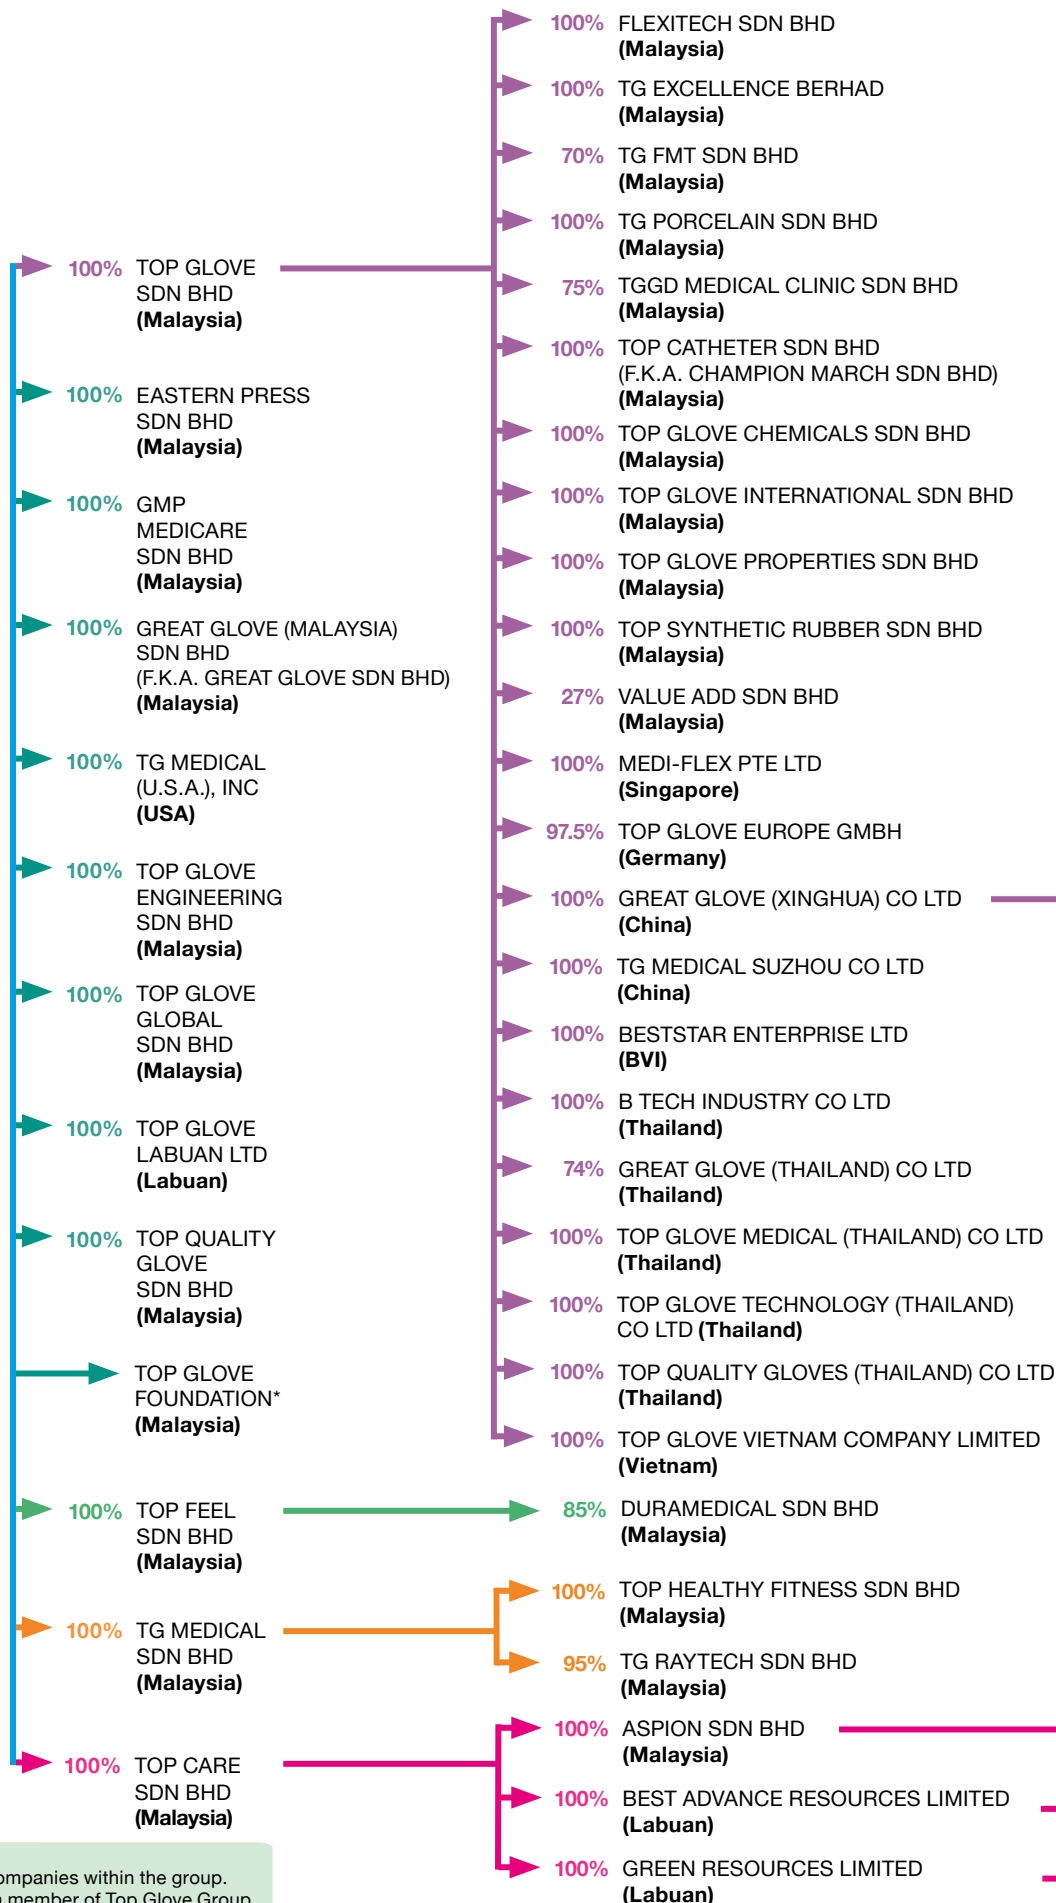 100% TOP GLOVE
SDN BHD
(Malaysia)
100% EASTERN PRESS
SDN BHD
(Malaysia)
100% GMP
MEDICARE
SDN BHD
(Malaysia)
100% GREAT GLOVE (MALAYSIA)
SDN BHD
(F.K.A. GREAT GLOVE SDN BHD)
(Malaysia)
100% TG MEDICAL
(U.S.A.), INC
(USA)
100% TOP GLOVE
ENGINEERING
SDN BHD
(Malaysia)
100% TOP GLOVE
GLOBAL
SDN BHD
(Malaysia)
100% TOP GLOVE
LABUAN LTD
(Labuan)
100% TOP QUALITY
GLOVE
SDN BHD
(Malaysia)
TOP GLOVE
FOUNDATION*
(Malaysia)
100% TOP FEEL
SDN BHD
(Malaysia)
100% TG MEDICAL
SDN BHD
(Malaysia)
100% TOP CARE
SDN BHD
(Malaysia)
100% FLEXITECH SDN BHD
(Malaysia)
100% TG EXCELLENCE BERHAD
(Malaysia)
70% TG FMT SDN BHD
(Malaysia)
100% TG PORCELAIN SDN BHD
(Malaysia)
75% TGGD MEDICAL CLINIC SDN BHD
(Malaysia)
100% TOP CATHETER SDN BHD
(F.K.A. CHAMPION MARCH SDN BHD)
(Malaysia)
100% TOP GLOVE CHEMICALS SDN BHD
(Malaysia)
100% TOP GLOVE INTERNATIONAL SDN BHD
(Malaysia)
100% TOP GLOVE PROPERTIES SDN BHD
(Malaysia)
100% TOP SYNTHETIC RUBBER SDN BHD
(Malaysia)
27% VALUE ADD SDN BHD
(Malaysia)
100% MEDI-FLEX PTE LTD
(Singapore)
97.5% TOP GLOVE EUROPE GMBH
(Germany)
100% GREAT GLOVE (XINGHUA) CO LTD
(China)
100% TG MEDICAL SUZHOU CO LTD
(China)
100% BESTSTAR ENTERPRISE LTD
(BVI)
100% B TECH INDUSTRY CO LTD
(Thailand)
74% GREAT GLOVE (THAILAND) CO LTD
(Thailand)
100% TOP GLOVE MEDICAL (THAILAND) CO LTD
(Thailand)
100% TOP GLOVE TECHNOLOGY (THAILAND)
CO LTD (Thailand)
100% TOP QUALITY GLOVES (THAILAND) CO LTD
(Thailand)
100% TOP GLOVE VIETNAM COMPANY LIMITED
(Vietnam)
85% DURAMEDICAL SDN BHD
(Malaysia)
100% TOP HEALTHY FITNESS SDN BHD
(Malaysia)
95% TG RAYTECH SDN BHD
(Malaysia)
100% ASPION SDN BHD
(Malaysia)
100% BEST ADVANCE RESOURCES LIMITED
(Labuan)
100% GREEN RESOURCES LIMITED
(Labuan)
ompanies within the group.
member of Top Glove Group